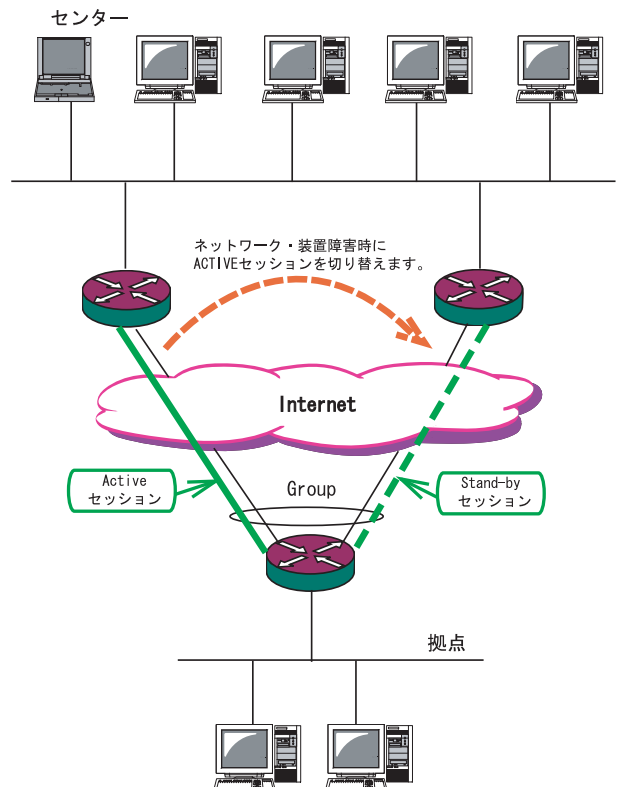 センター
ネットワーク・装置障害時に
ACTIVEセッションを切り替えます。
Internet
Active
セッション
Group
Stand-by
セッション
拠点